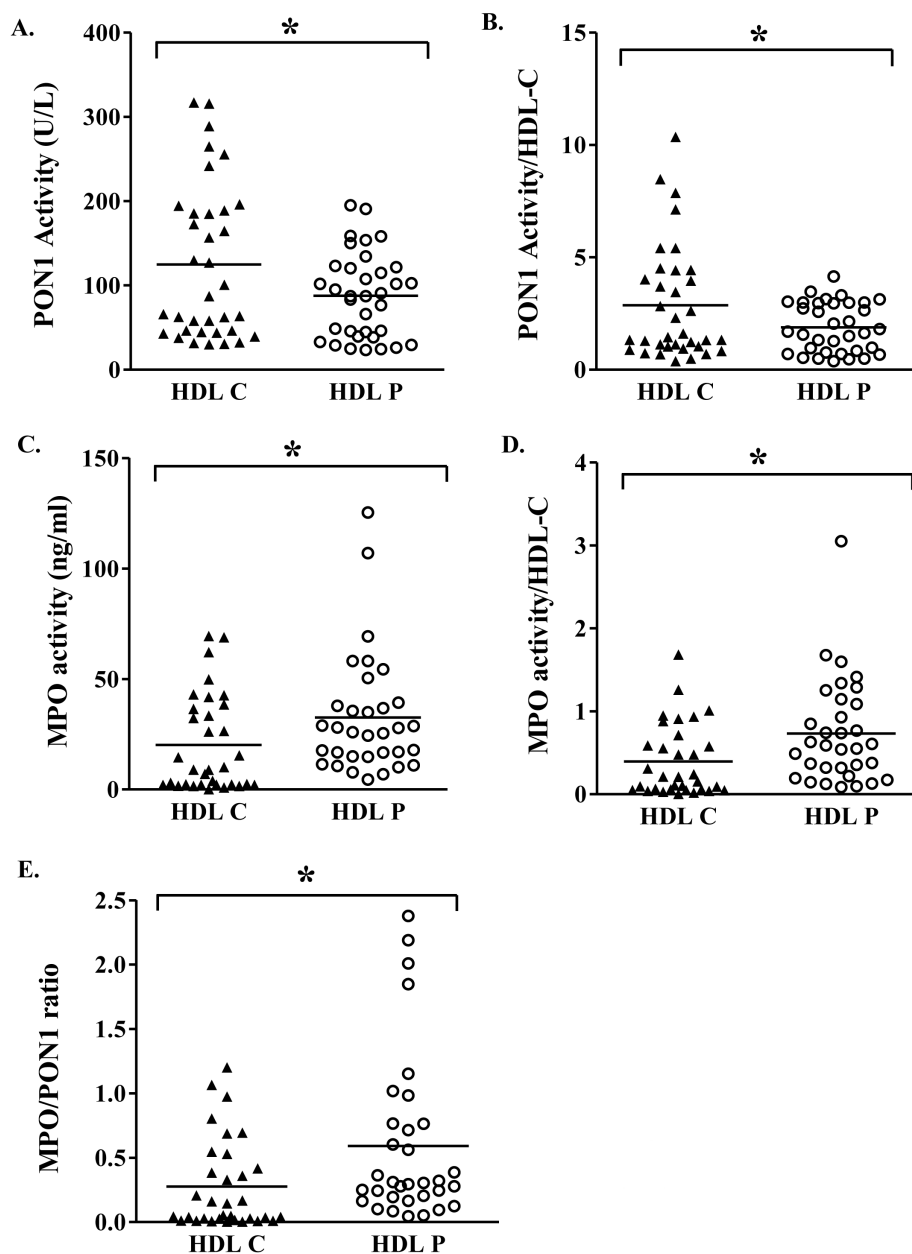 A.
*
PON1 Activity (U/L)
400
300
200
100
0
HDL C HDL P
B.
*
PON1 Activity/HDL-C
15
10
5
0
HDL C HDL P
C.
*
MPO activity (ng/ml)
150
100
50
0
HDL C HDL P
D.
*
MPO activity/HDL-C
4
3
2
1
0
HDL C HDL P
E.
*
MPO/PON1 ratio
2.5
2.0
1.5
1.0
0.5
0.0
HDL C HDL P